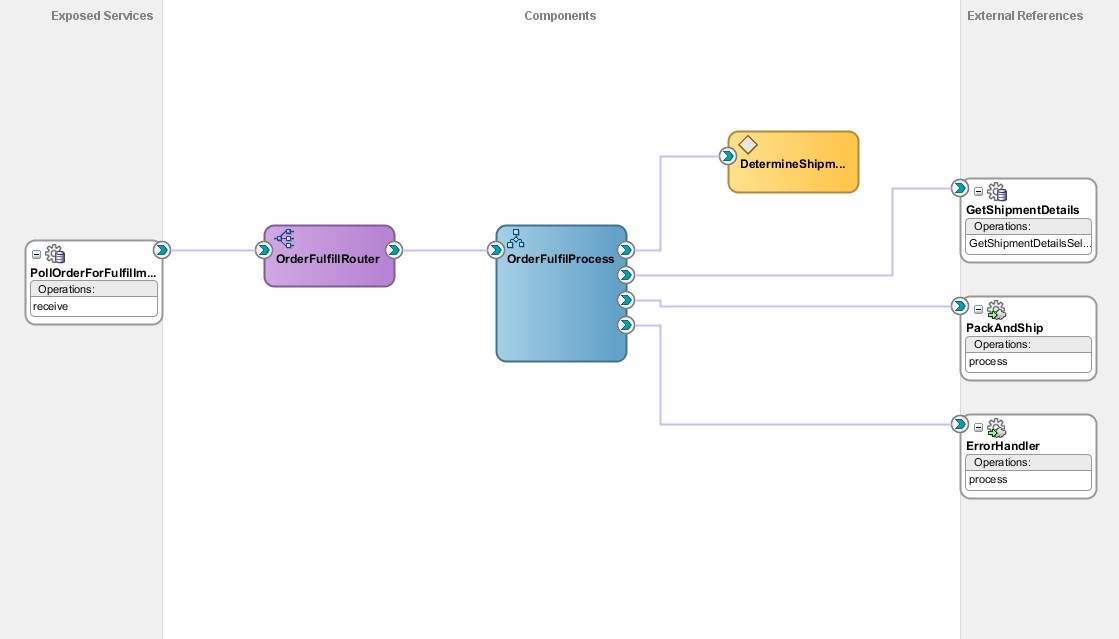 Exposed Services
Components
External References
PollOrderForFulfillm...
Operations:
receive
OrderFulfillRouter
OrderFulfilProcess
DetermineShipm...
GetShipmentDetails
Operations:
GetShipmentDetailsSel...
PackAndShip
Operations:
process
ErrorHandler
Operations:
process